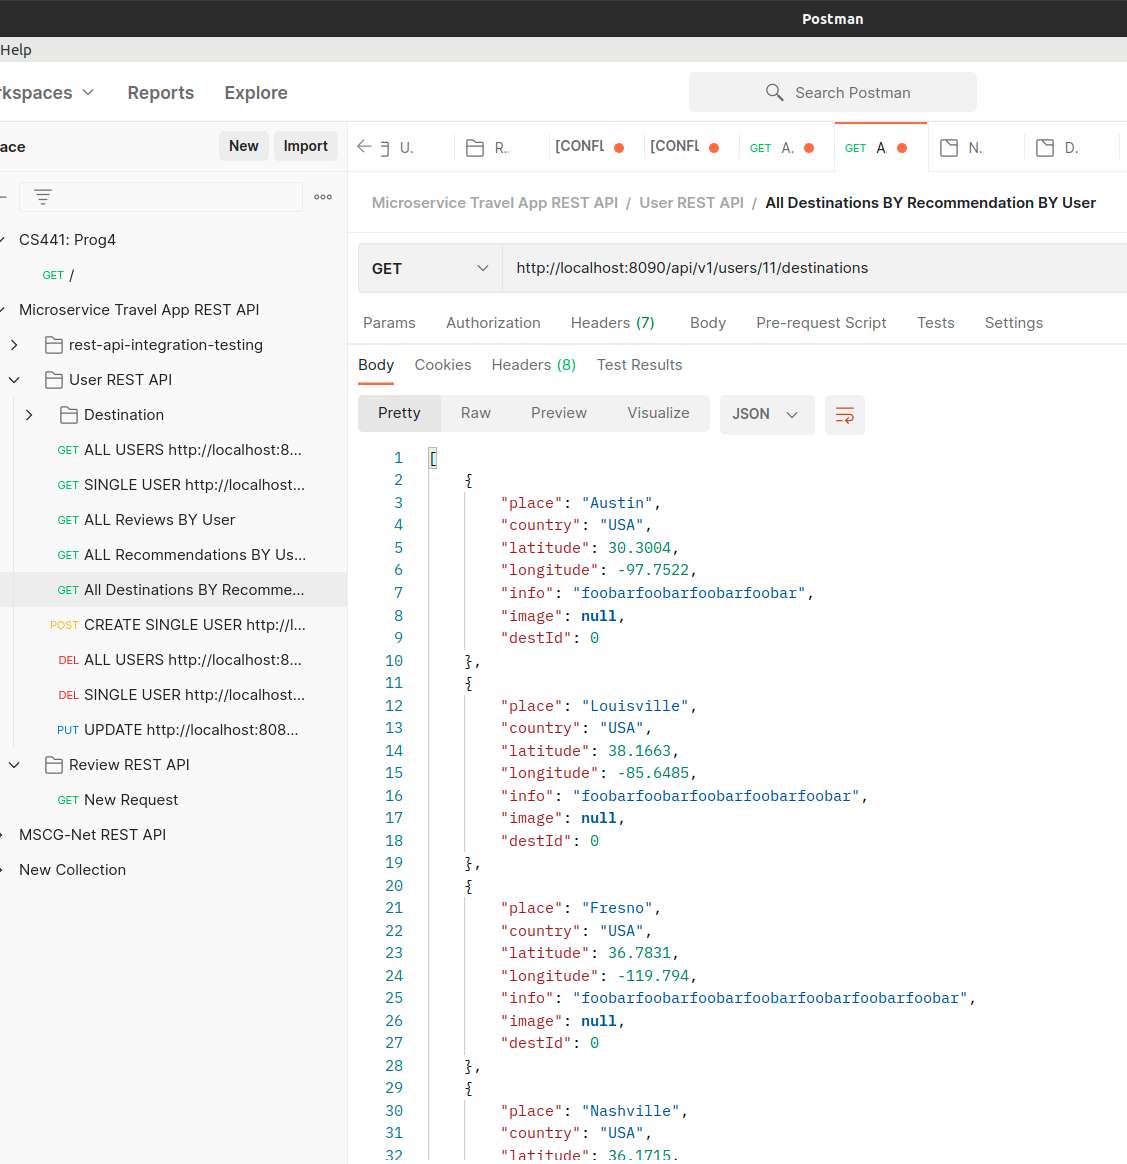 Postman
Help
rkspaces Reports Explore Search Postman
ace New Import
U. R.. [CONFL [CONFL GET A. GET A N. D.
Microservice Travel App REST API / User REST API / All Destinations BY Recommendation BY User
GET http://localhost:8090/api/v1/users/11/destinations
Params Authorization Headers (7) Body Pre-request Script Tests Settings
Body Cookies Headers (8) Test Results
Pretty Raw Preview Visualize JSON
CS441: Prog4
GET /
Microservice Travel App REST API
rest-api-integration-testing
User REST API
Destination
GET ALL USERS http://localhost:8...
GET SINGLE USER http://localhost...
GET ALL Reviews BY User
GET ALL Recommendations BY Us...
GET All Destinations BY Recomme...
POST CREATE SINGLE USER http://l...
DEL ALL USERS http://localhost:8...
DEL SINGLE USER http://localhost...
PUT UPDATE http://localhost:808...
Review REST API
GET New Request
MSCG-Net REST API
New Collection
1 [
2 {
3 "place": "Austin",
4 "country": "USA",
5 "latitude": 30.3004,
6 "longitude": -97.7522,
7 "info": "foobarfoobarfoobarfoobar",
8 "image": null,
9 "destId": 0
10 },
11 {
12 "place": "Louisville",
13 "country": "USA",
14 "latitude": 38.1663,
15 "longitude": -85.6485,
16 "info": "foobarfoobarfoobarfoobarfoobar",
17 "image": null,
18 "destId": 0
19 },
20 {
21 "place": "Fresno",
22 "country": "USA",
23 "latitude": 36.7831,
24 "longitude": -119.794,
25 "info": "foobarfoobarfoobarfoobarfoobarfoobarfoobar",
26 "image": null,
27 "destId": 0
28 },
29 {
30 "place": "Nashville",
31 "country": "USA",
32 "latitude": 36.1715,